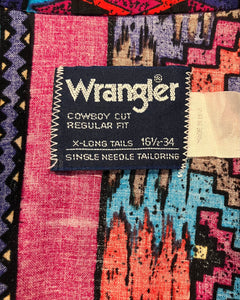 Wrangler®
COWBOY CUT
REGULAR FIT
X-LONG TAILS 16½-34
SINGLE NEEDLE TAILORING